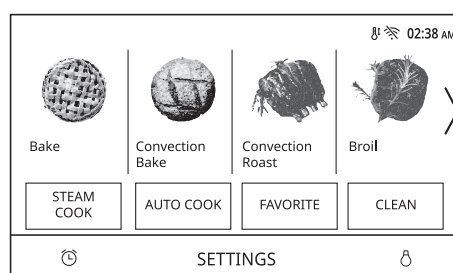 02:38 AM
Bake
Convection
Bake
Convection
Roast
Broil
STEAM
COOK
AUTO COOK
FAVORITE
CLEAN
SETTINGS